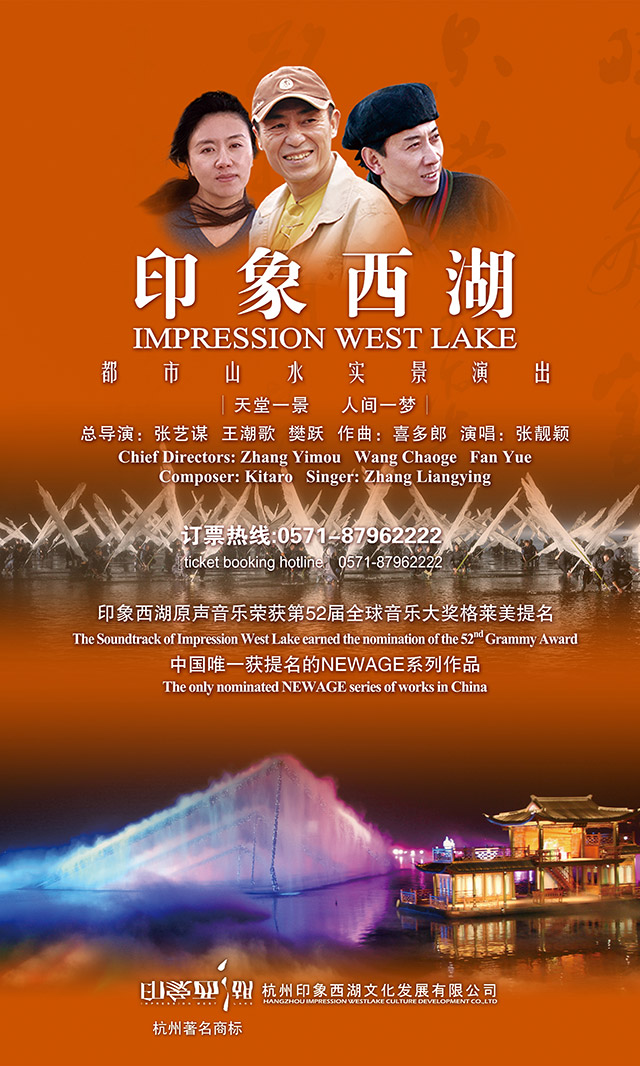 印象西湖
IMPRESSION WEST LAKE
都市山水实景演出
天堂一景 人间一梦
总导演：张艺谋 王潮歌 樊跃 作曲：喜多郎 演唱：张靓颖
Chief Directors: Zhang Yimou Wang Chaoge Fan Yue
Composer: Kitaro Singer: Zhang Liangying
订票热线:0571-87962222
ticket booking hotline. 0571-87962222
印象西湖原声音乐荣获第52届全球音乐大奖格莱美提名
The Soundtrack of Impression West Lake earned the nomination of the 52nd Grammy Award
中国唯一获提名的NEWAGE系列作品
The only nominated NEWAGE series of works in China
印象西湖 杭州印象西湖文化发展有限公司
IMPRESSION WEST LAKE HANGZHOU IMPRESSION WESTLAKE CULTURE DEVELOPMENT CO.,LTD
杭州著名商标